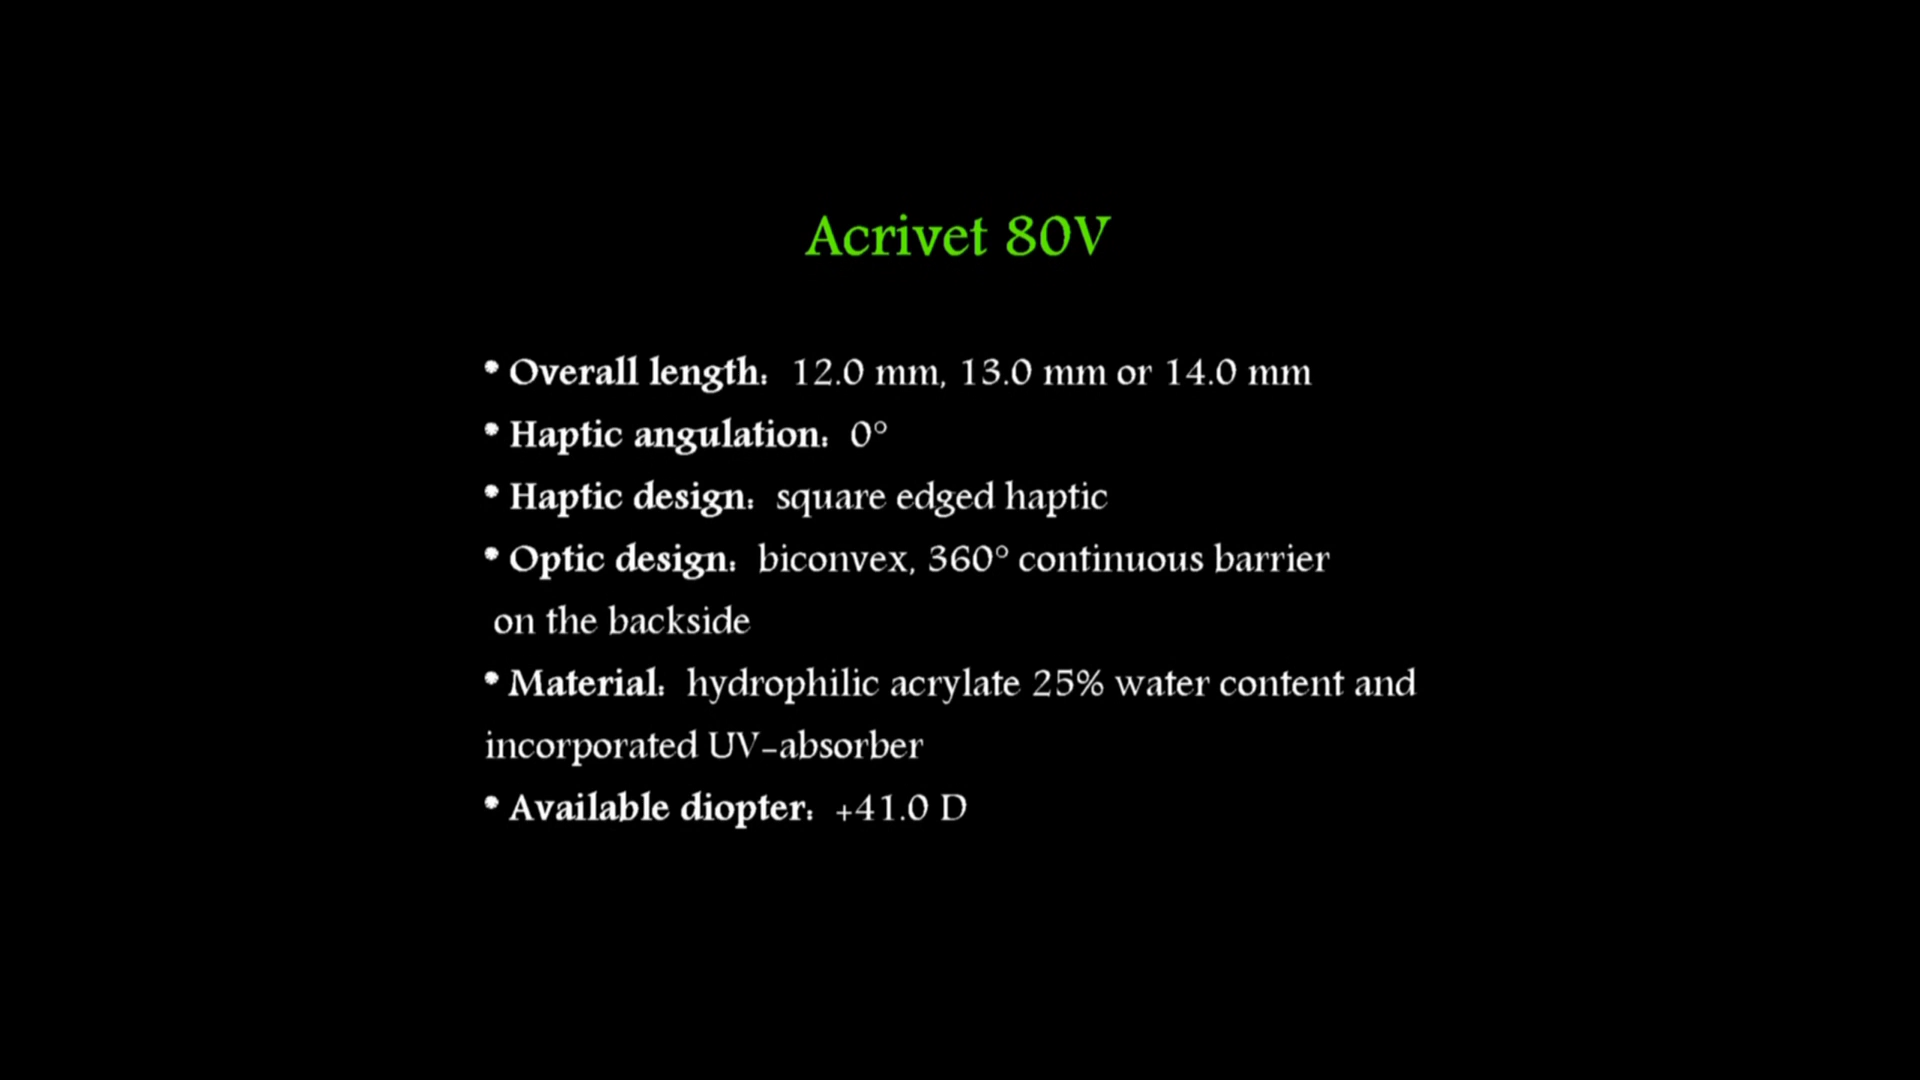 Acrivet 80V
• Overall length: 12.0 mm, 13.0 mm or 14.0 mm
• Haptic angulation: 0°
• Haptic design: square edged haptic
• Optic design: biconvex, 360° continuous barrier
on the backside
• Material: hydrophilic acrylate 25% water content and
incorporated UV-absorber
• Available diopter: +41.0 D